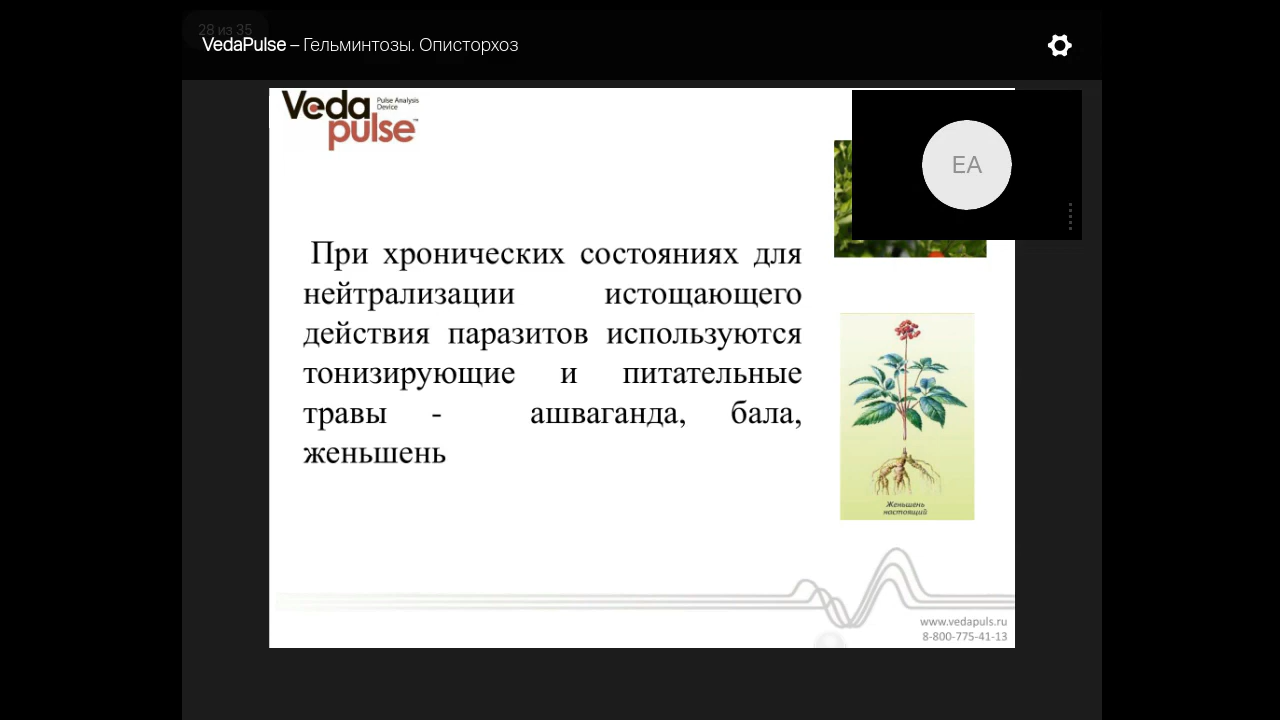 28 из 35
VedaPulse – Гельминтозы. Описторхоз
Veda
Pulse Analysis
Device
pulse™
EA
При хронических состояниях для
нейтрализации истощающего
действия паразитов используются
тонизирующие и питательные
травы - ашваганда, бала,
женьшень
Женьшень
настоящий
www.vedapuls.ru
8-800-775-41-13